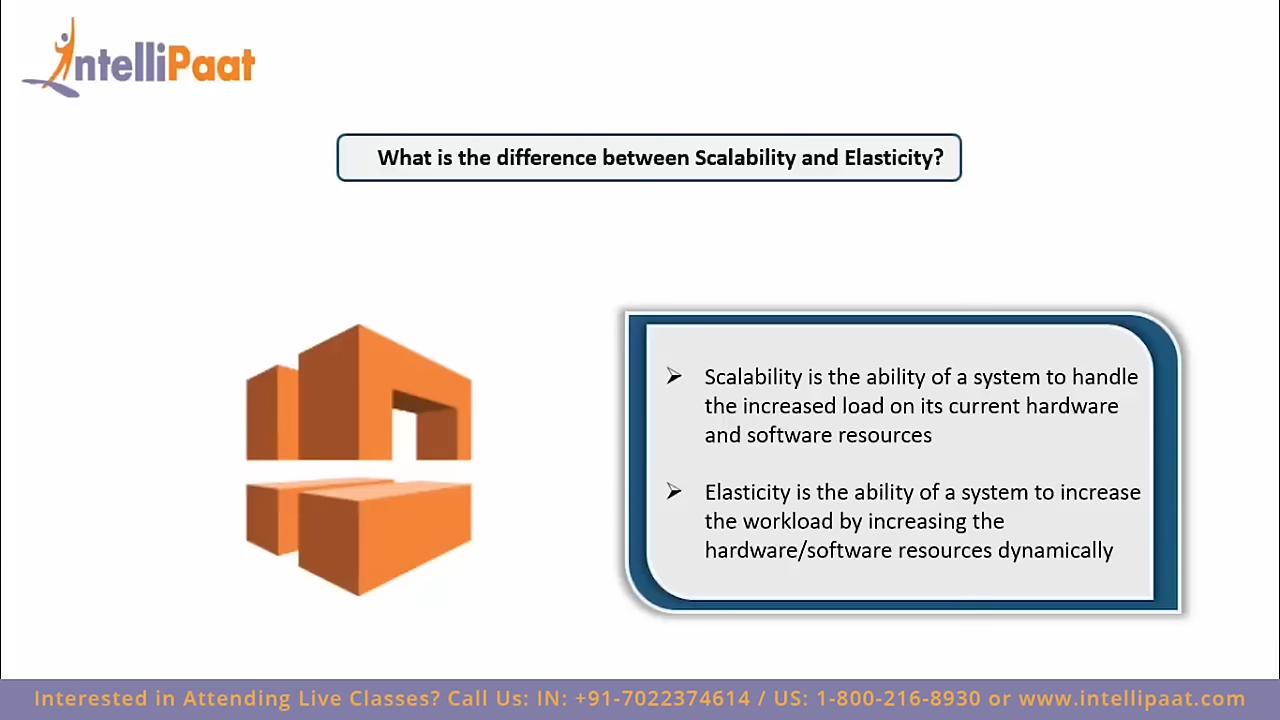 IntelliPaat
What is the difference between Scalability and Elasticity?
➢ Scalability is the ability of a system to handle
the increased load on its current hardware
and software resources
➢ Elasticity is the ability of a system to increase
the workload by increasing the
hardware/software resources dynamically
Interested in Attending Live Classes? Call Us: IN: +91-7022374614 / US: 1-800-216-8930 or www.intellipaat.com